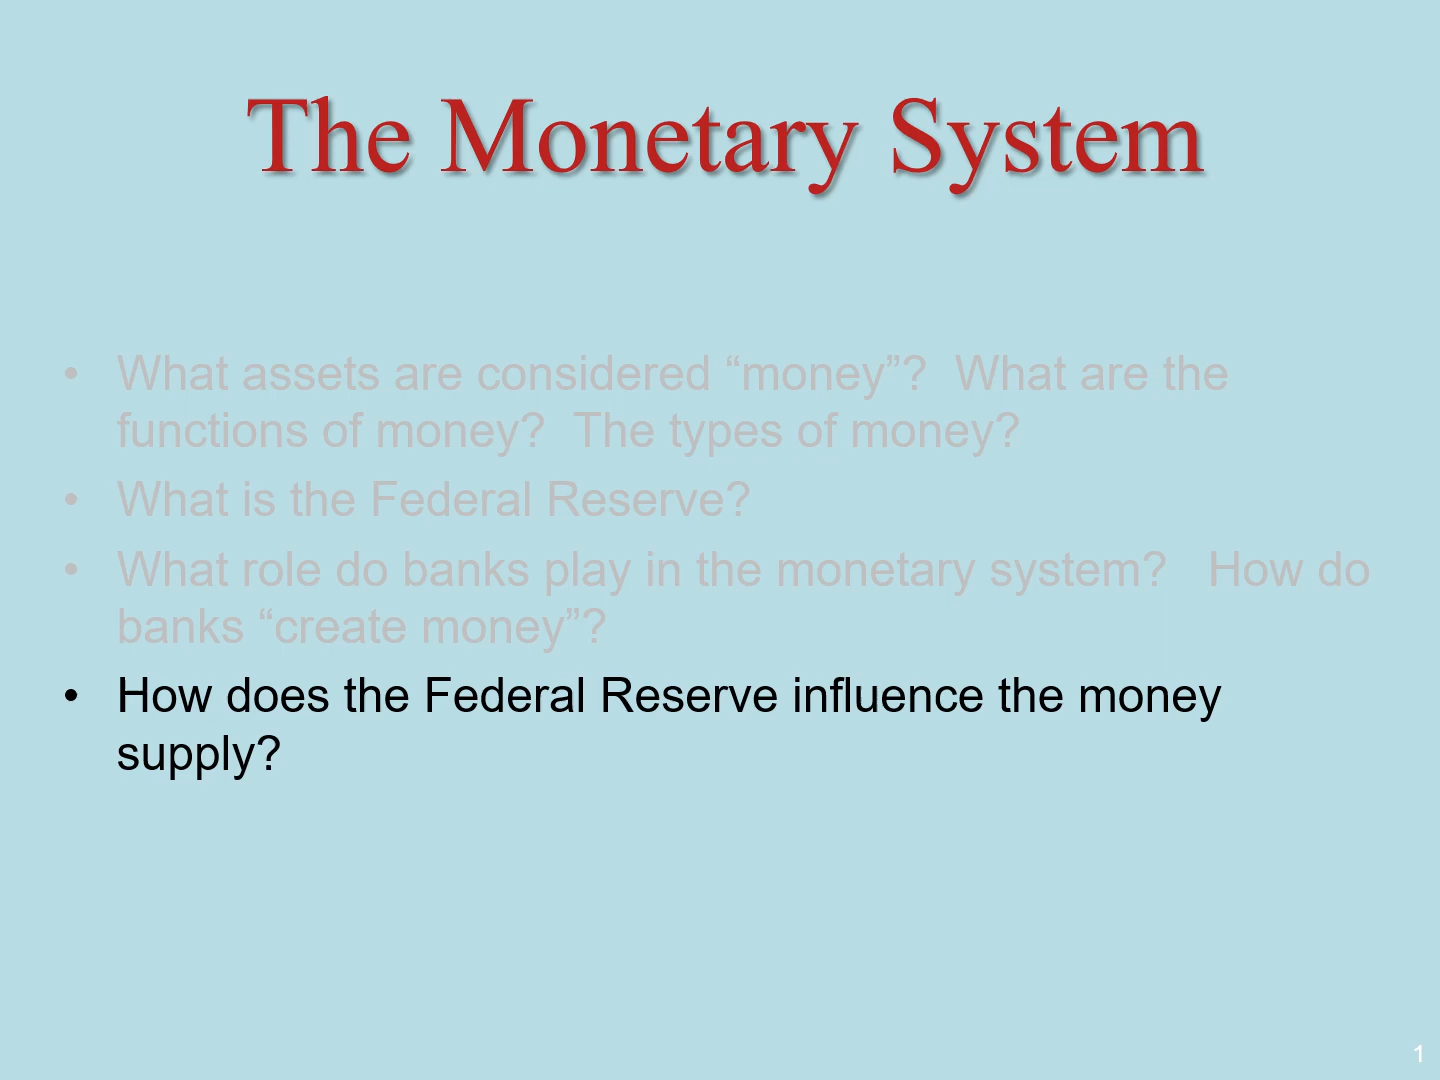 The Monetary System
• What assets are considered “money”?  What are the
functions of money?  The types of money?
• What is the Federal Reserve?
• What role do banks play in the monetary system?   How do
banks “create money”?
• How does the Federal Reserve influence the money
supply?
1